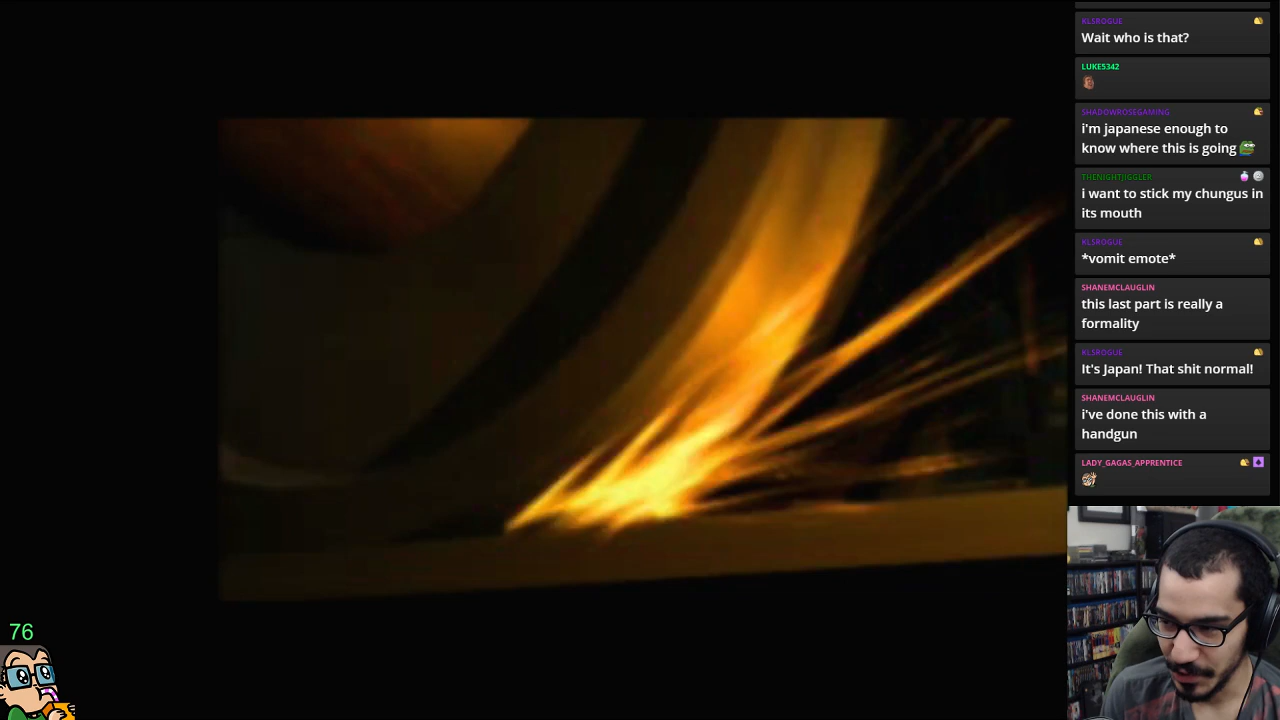 KLSROGUE
Wait who is that?
LUKE5342
SHADOWROSEGAMING
i'm japanese enough to
know where this is going
THENIGHTJIGGLER
i want to stick my chungus in
its mouth
KLSROGUE
*vomit emote*
SHANEMCLAUGLIN
this last part is really a
formality
KLSROGUE
It's Japan! That shit normal!
SHANEMCLAUGLIN
i've done this with a
handgun
LADY_GAGAS_APPRENTICE
76